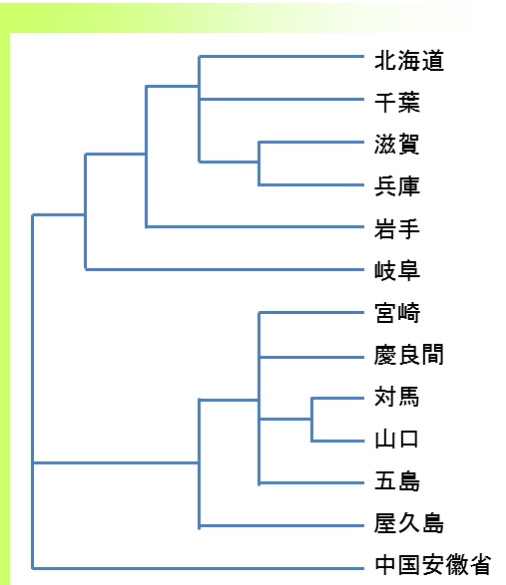 北海道
千葉
滋賀
兵庫
岩手
岐阜
宮崎
慶良間
対馬
山口
五島
屋久島
中国安徽省